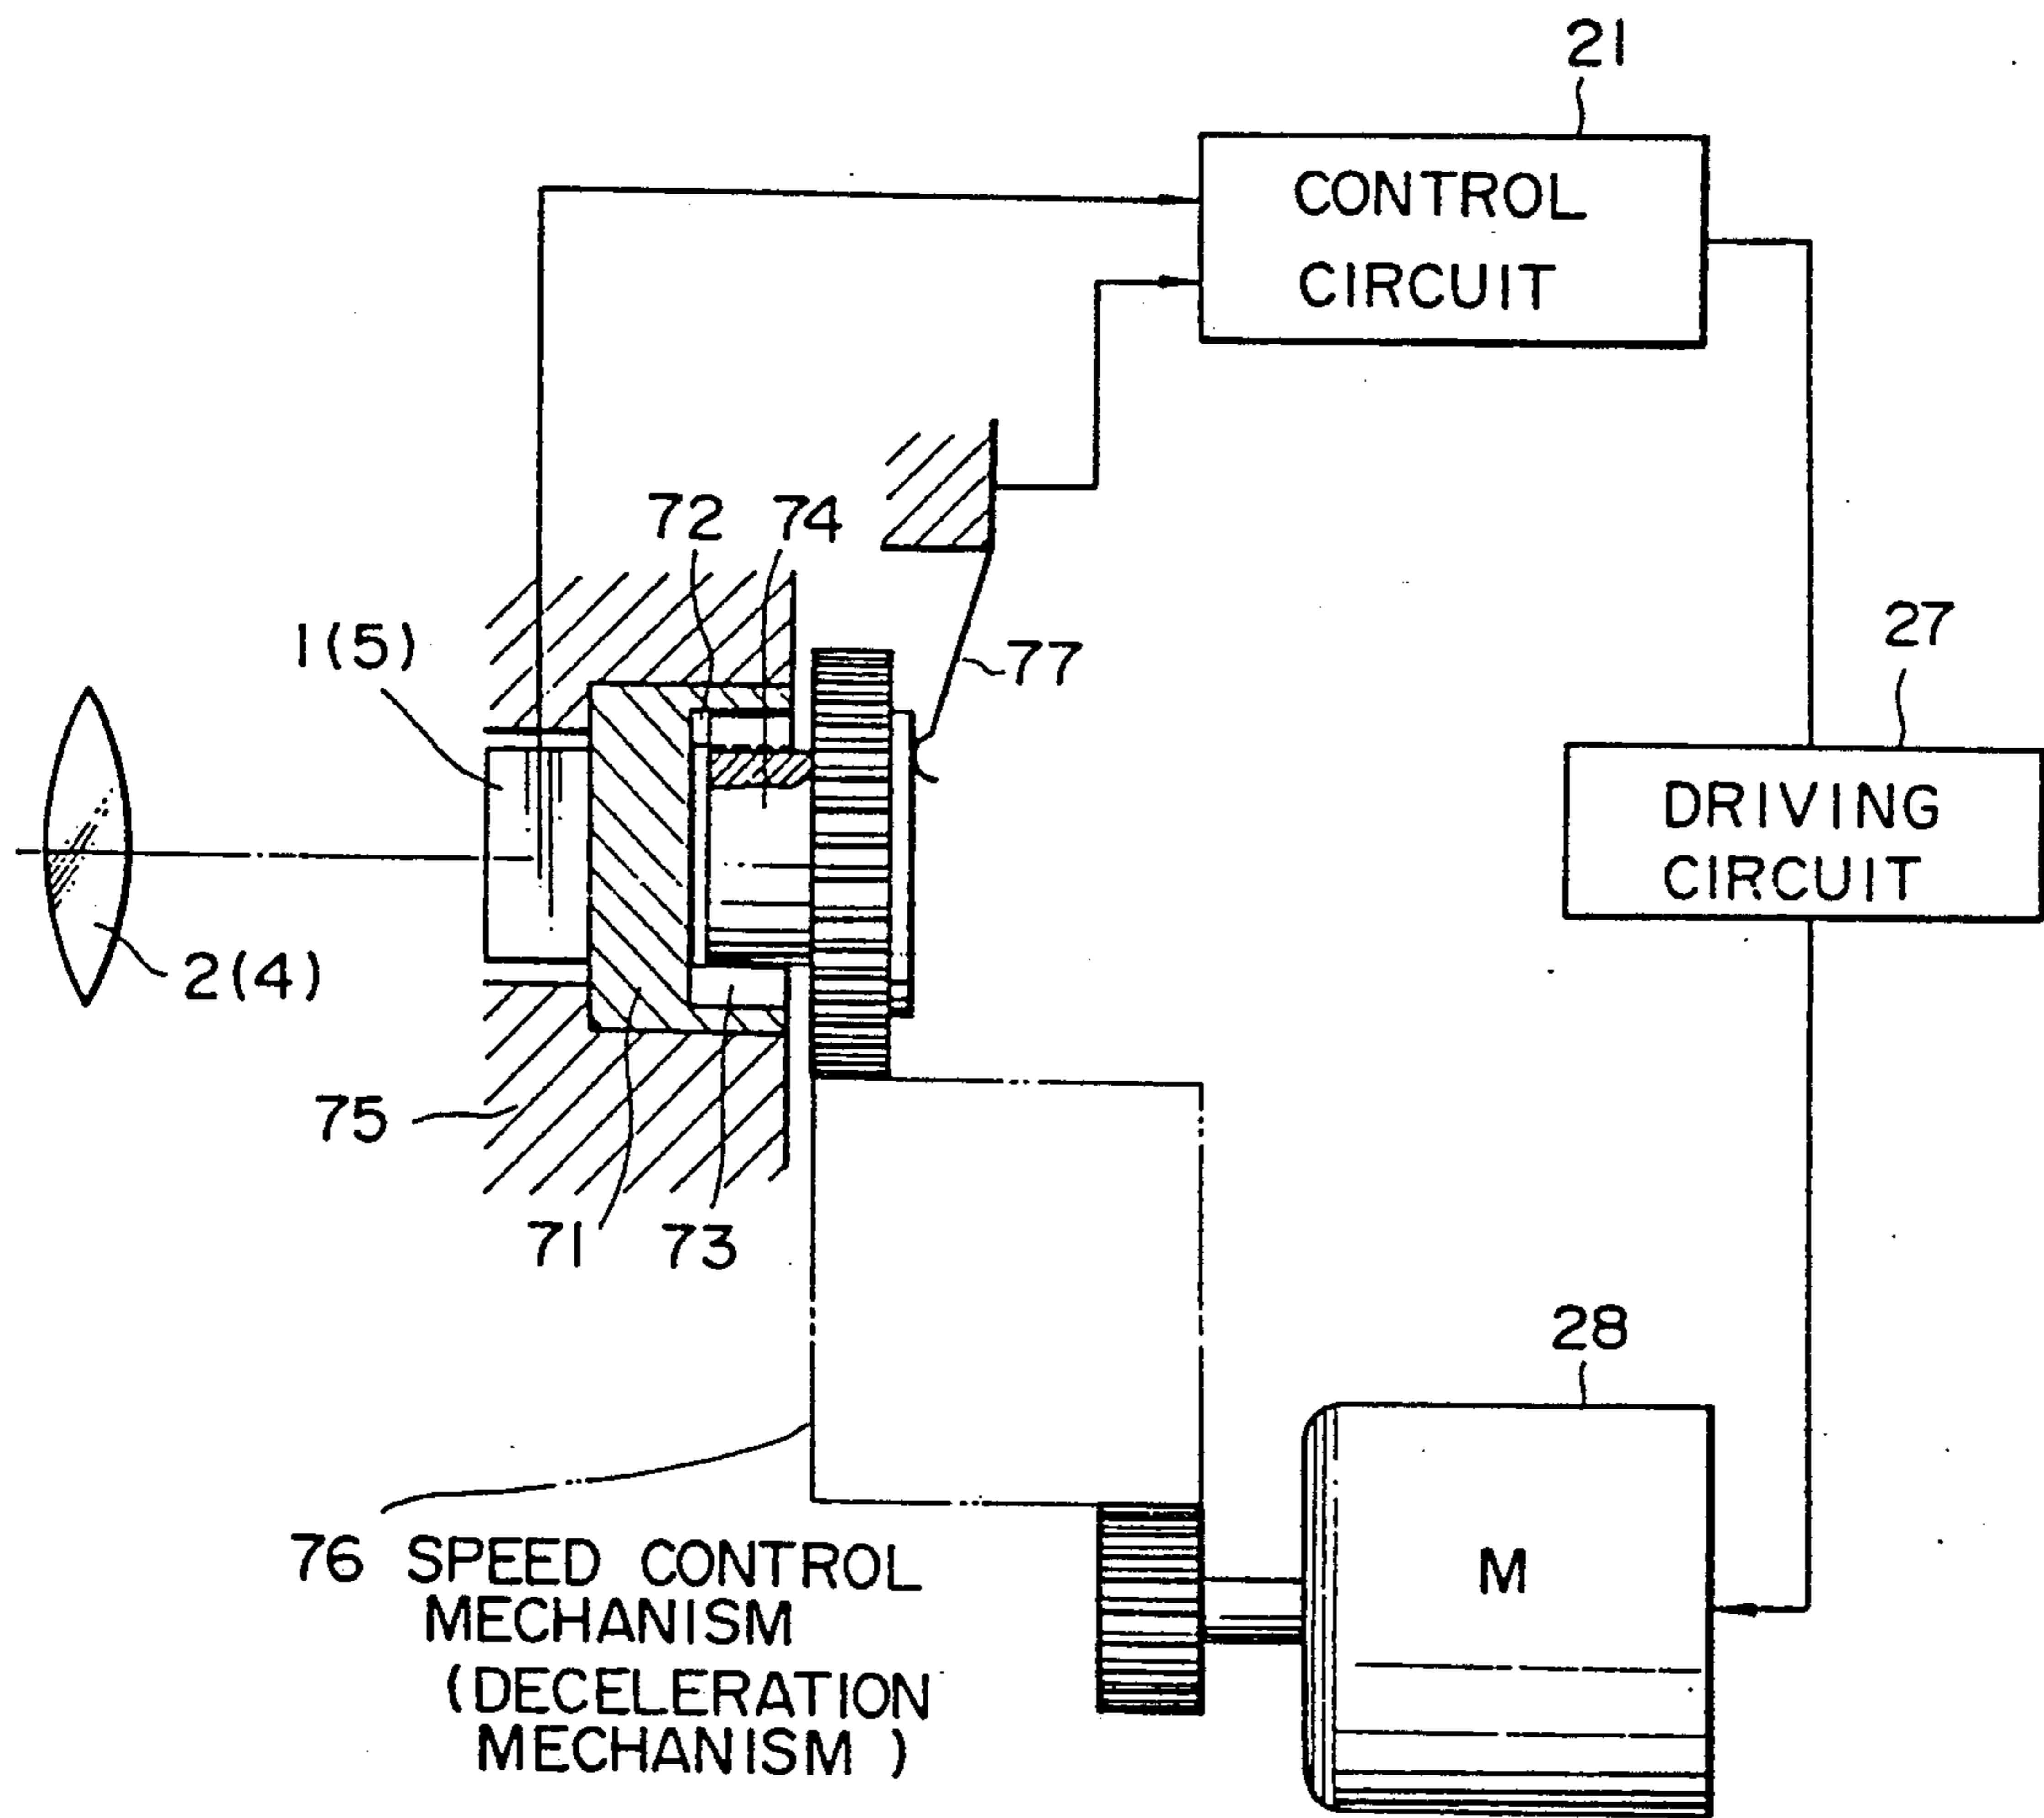 21
CONTROL
CIRCUIT
72
74
1(5)
77
27
DRIVING
CIRCUIT
2(4)
75
71
73
28
M
76 SPEED CONTROL
MECHANISM
(DECELERATION
MECHANISM)